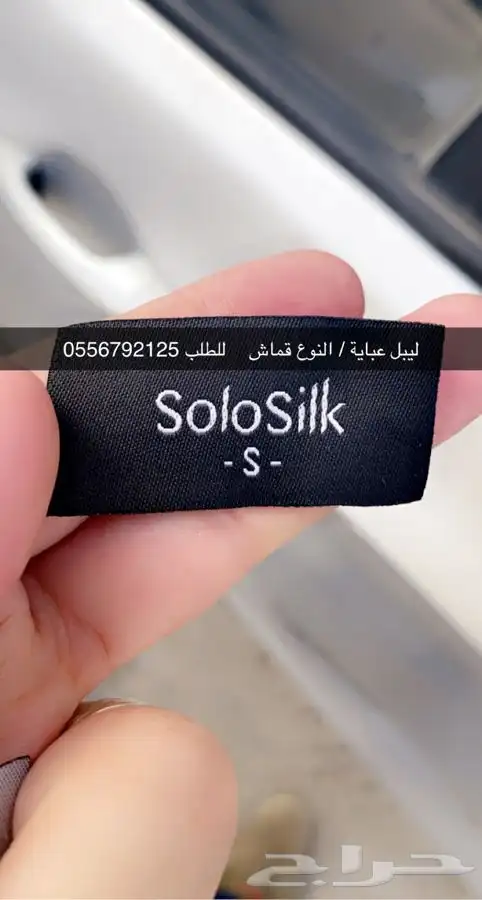 ليبل عباية / النوع قماش    للطلب 0556792125
SoloSilk
- S -
حراج